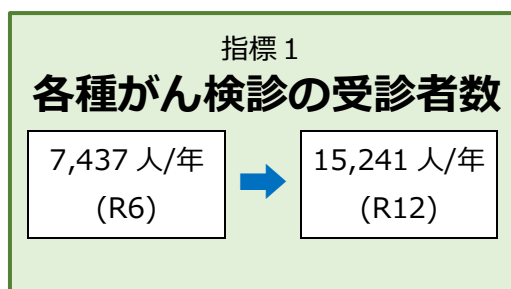 指標１
各種がん検診の受診者数
7,437 人/年
(R6)
15,241 人/年
(R12)